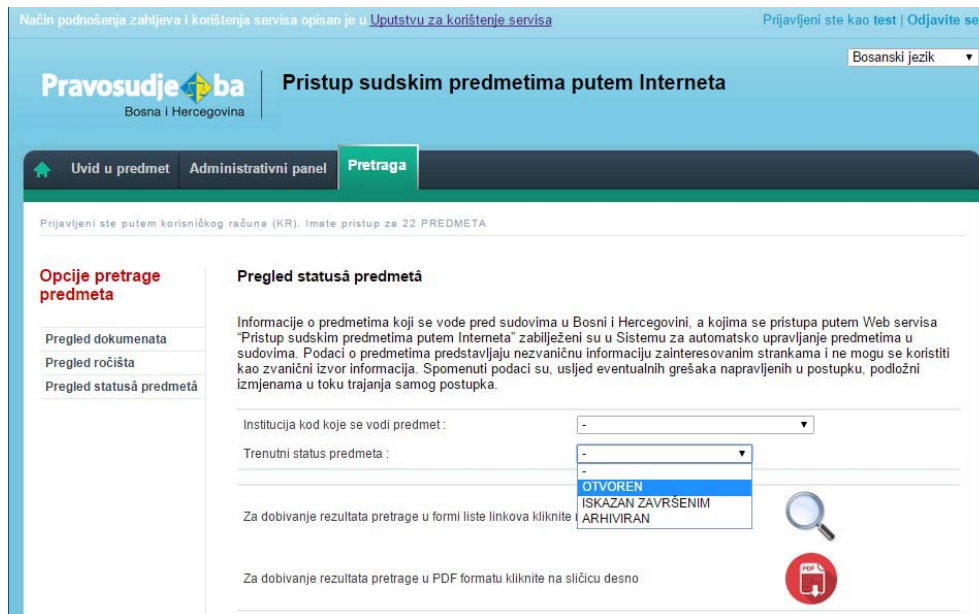 Način podnošenja zahtjeva i korištenja servisa opisan je u Uputstvu za korištenje servisa
Prijavljeni ste kao test | Odjavite se
Bosanski jezik
Pravosudje ba
Bosna i Hercegovina
Pristup sudskim predmetima putem Interneta
Uvid u predmet
Administrativni panel
Pretraga
Prijavljeni ste putem korisničkog računa (KR). Imate pristup za 22 PREDMETA
Opcije pretrage
predmeta
Pregled dokumenata
Pregled ročišta
Pregled statusâ predmetâ
Pregled statusâ predmetâ
Informacije o predmetima koji se vode pred sudovima u Bosni i Hercegovini, a kojima se pristupa putem Web servisa
“Pristup sudskim predmetima putem Interneta” zabilježeni su u Sistemu za automatsko upravljanje predmetima u
sudovima. Podaci o predmetima predstavljaju nezvaničnu informaciju zainteresovanim strankama i ne mogu se koristiti
kao zvanični izvor informacija. Spomenuti podaci su, usljed eventualnih grešaka napravljenih u postupku, podložni
izmjenama u toku trajanja samog postupka.
Institucija kod koje se vodi predmet :
-
Trenutni status predmeta :
-
-
OTVOREN
ISKAZAN ZAVRŠENIM
ARHIVIRAN
Za dobivanje rezultata pretrage u formi liste linkova kliknite
Za dobivanje rezultata pretrage u PDF formatu kliknite na sličicu desno
PDF